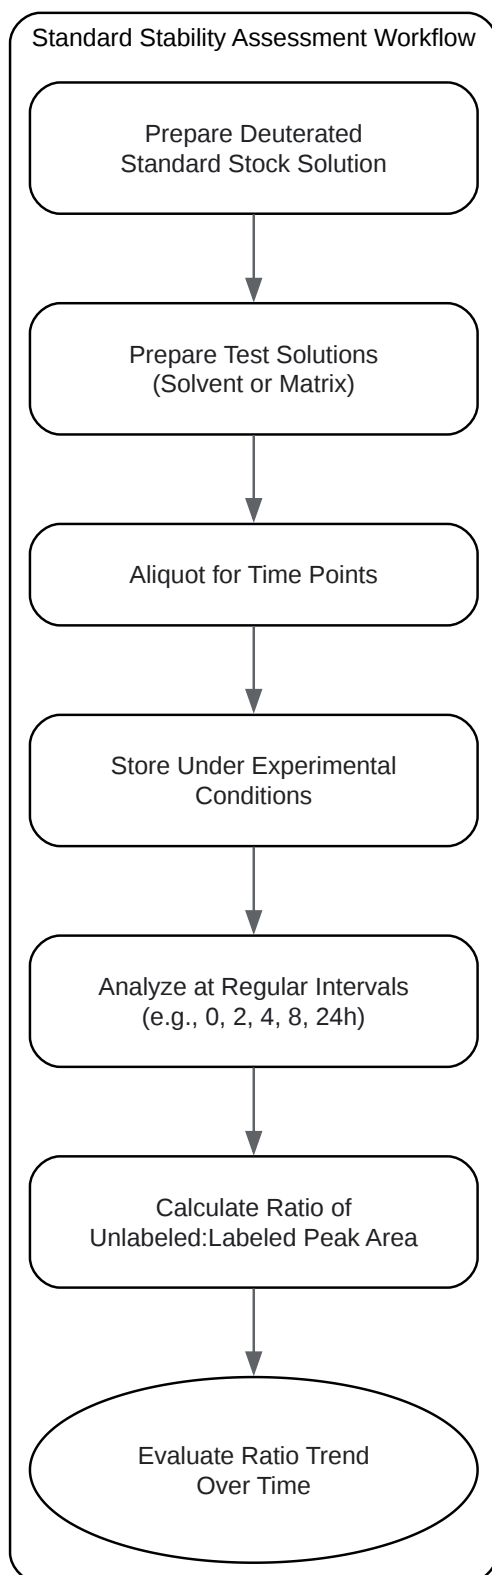 Standard Stability Assessment Workflow
Prepare Deuterated
Standard Stock Solution
Prepare Test Solutions
(Solvent or Matrix)
Aliquot for Time Points
Store Under Experimental
Conditions
Analyze at Regular Intervals
(e.g., 0, 2, 4, 8, 24h)
Calculate Ratio of
Unlabeled:Labeled Peak Area
Evaluate Ratio Trend
Over Time